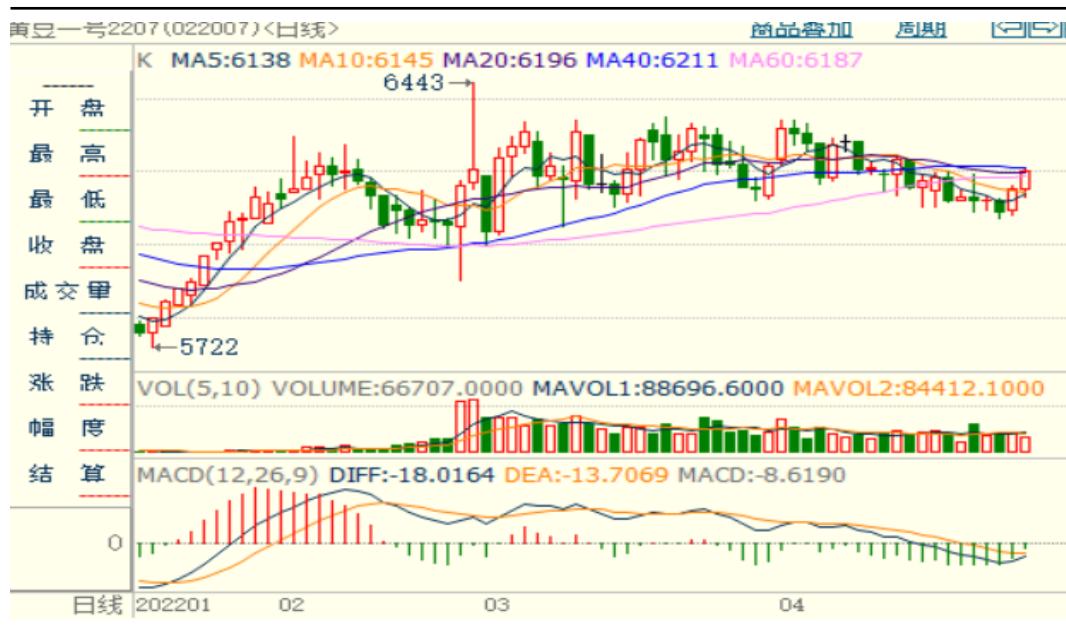 黄豆一号2207(022007)<日线>
商品叠加 周期
K MA5:6138 MA10:6145 MA20:6196 MA40:6211 MA60:6187
6443
开盘
最高
最低
收盘
成交量
持仓
涨跌
幅度
结算
5722
VOL(5,10) VOLUME:66707.0000 MAVOL1:88696.6000 MAVOL2:84412.1000
MACD(12,26,9) DIFF:-18.0164 DEA:-13.7069 MACD:-8.6190
0
日线 202201 02 03 04